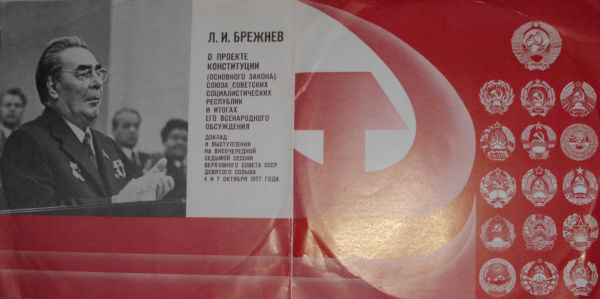 Л. И. БРЕЖНЕВ
О ПРОЕКТЕ
КОНСТИТУЦИИ
(ОСНОВНОГО ЗАКОНА)
СОЮЗА СОВЕТСКИХ
СОЦИАЛИСТИЧЕСКИХ
РЕСПУБЛИК
И ИТОГАХ
ЕГО ВСЕНАРОДНОГО
ОБСУЖДЕНИЯ
ДОКЛАД
И ВЫСТУПЛЕНИЯ
НА ВНЕОЧЕРЕДНОЙ
СЕДЬМОЙ СЕССИИ
ВЕРХОВНОГО СОВЕТА СССР
ДЕВЯТОГО СОЗЫВА
4 И 7 ОКТЯБРЯ 1977 ГОДА